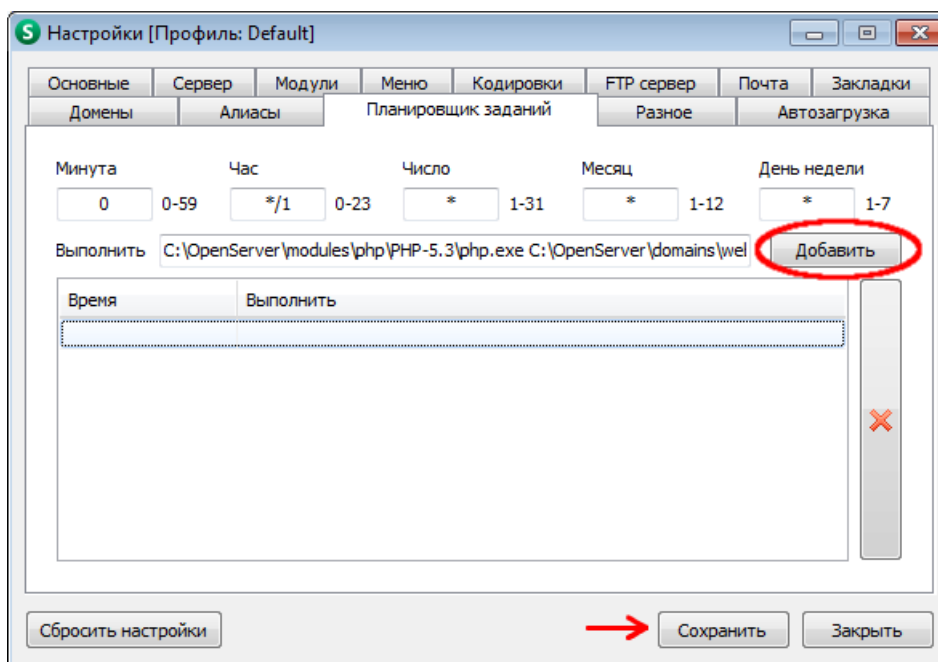 S Настройки [Профиль: Default]
Основные Сервер Модули Меню Кодировки FTP сервер Почта Закладки
Домены Алиасы Планировщик заданий Разное Автозагрузка
Минута Час Число Месяц День недели
0 0-59 */1 0-23 * 1-31 * 1-12 * 1-7
Выполнить C:\OpenServer\modules\php\PHP-5.3\php.exe C:\OpenServer\domains\wel Добавить
Время Выполнить
Сбросить настройки Сохранить Закрыть